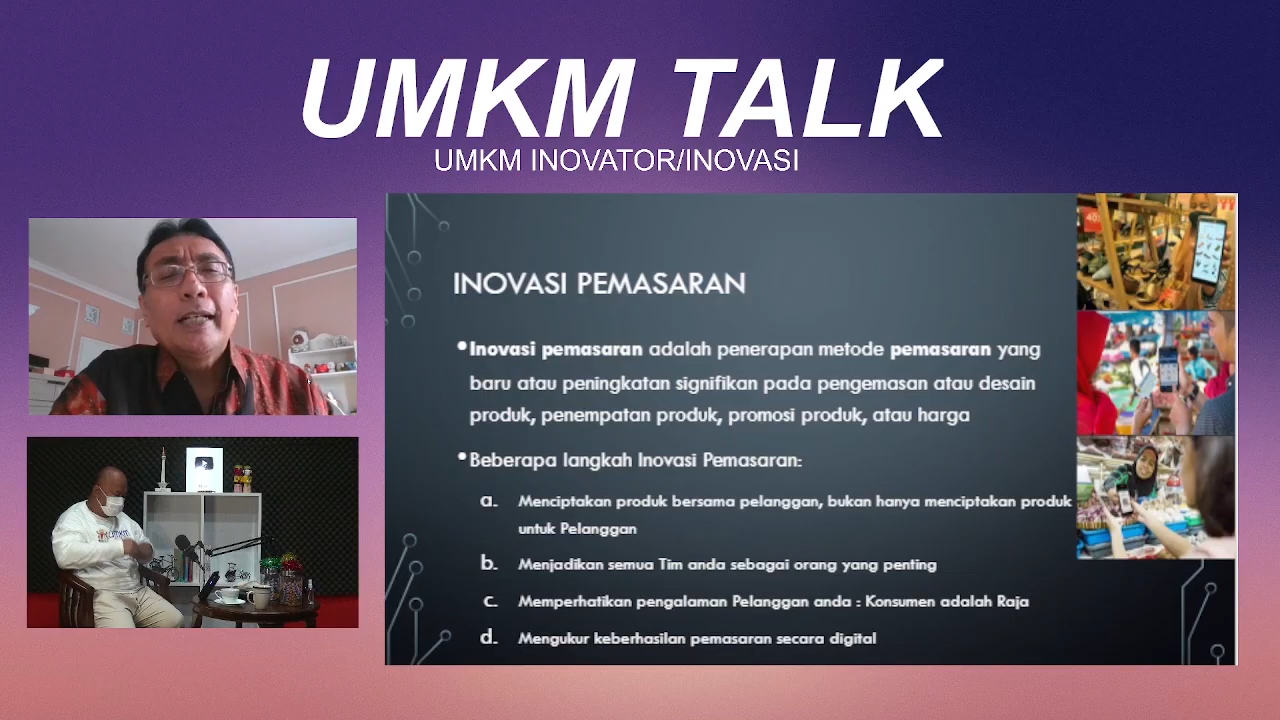 UMKM TALK
UMKM INOVATOR/INOVASI
INOVASI PEMASARAN
•Inovasi pemasaran adalah penerapan metode pemasaran yang
baru atau peningkatan signifikan pada pengemasan atau desain
produk, penempatan produk, promosi produk, atau harga
•Beberapa langkah Inovasi Pemasaran:
a. Menciptakan produk bersama pelanggan, bukan hanya menciptakan produk
untuk Pelanggan
b. Menjadikan semua Tim anda sebagai orang yang penting
c. Memperhatikan pengalaman Pelanggan anda : Konsumen adalah Raja
d. Mengukur keberhasilan pemasaran secara digital